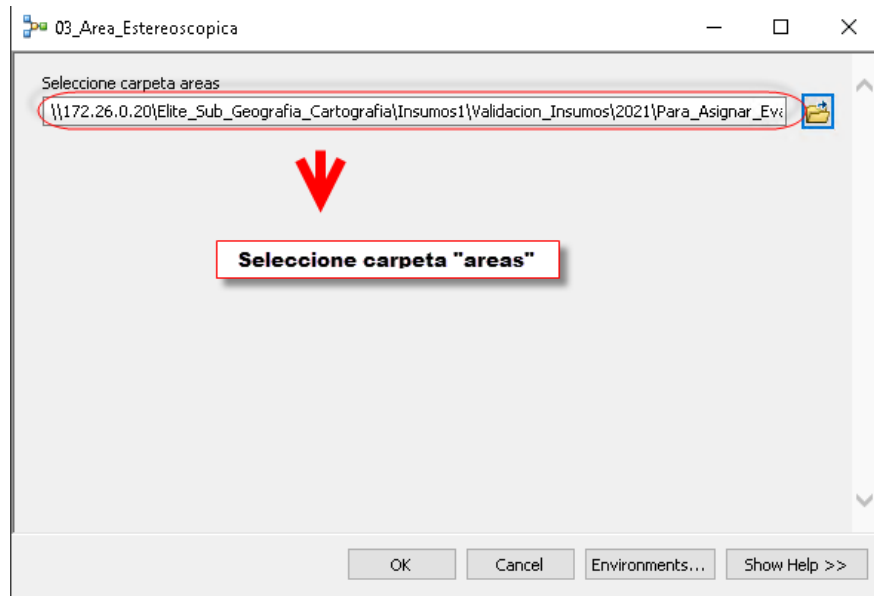 03_Area_Estereoscopica
Seleccione carpeta areas
\\172.26.0.20\Elite_Sub_Geografia_Cartografia\Insumos1\Validacion_Insumos\2021\Para_Asignar_Eva
Seleccione carpeta "areas"
OK Cancel Environments... Show Help >>